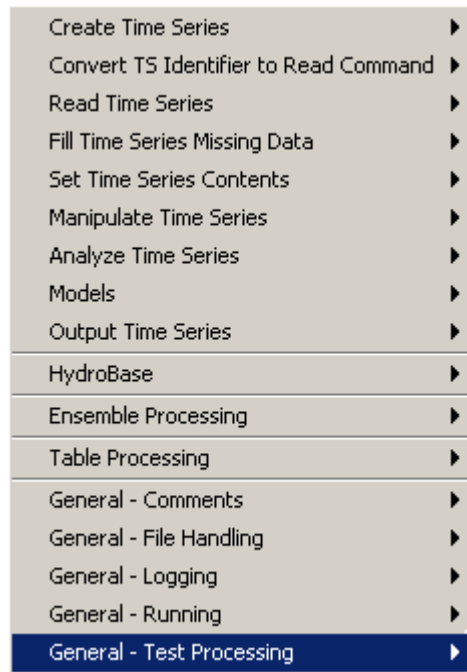 Create Time Series
Convert TS Identifier to Read Command
Read Time Series
Fill Time Series Missing Data
Set Time Series Contents
Manipulate Time Series
Analyze Time Series
Models
Output Time Series
HydroBase
Ensemble Processing
Table Processing
General - Comments
General - File Handling
General - Logging
General - Running
General - Test Processing